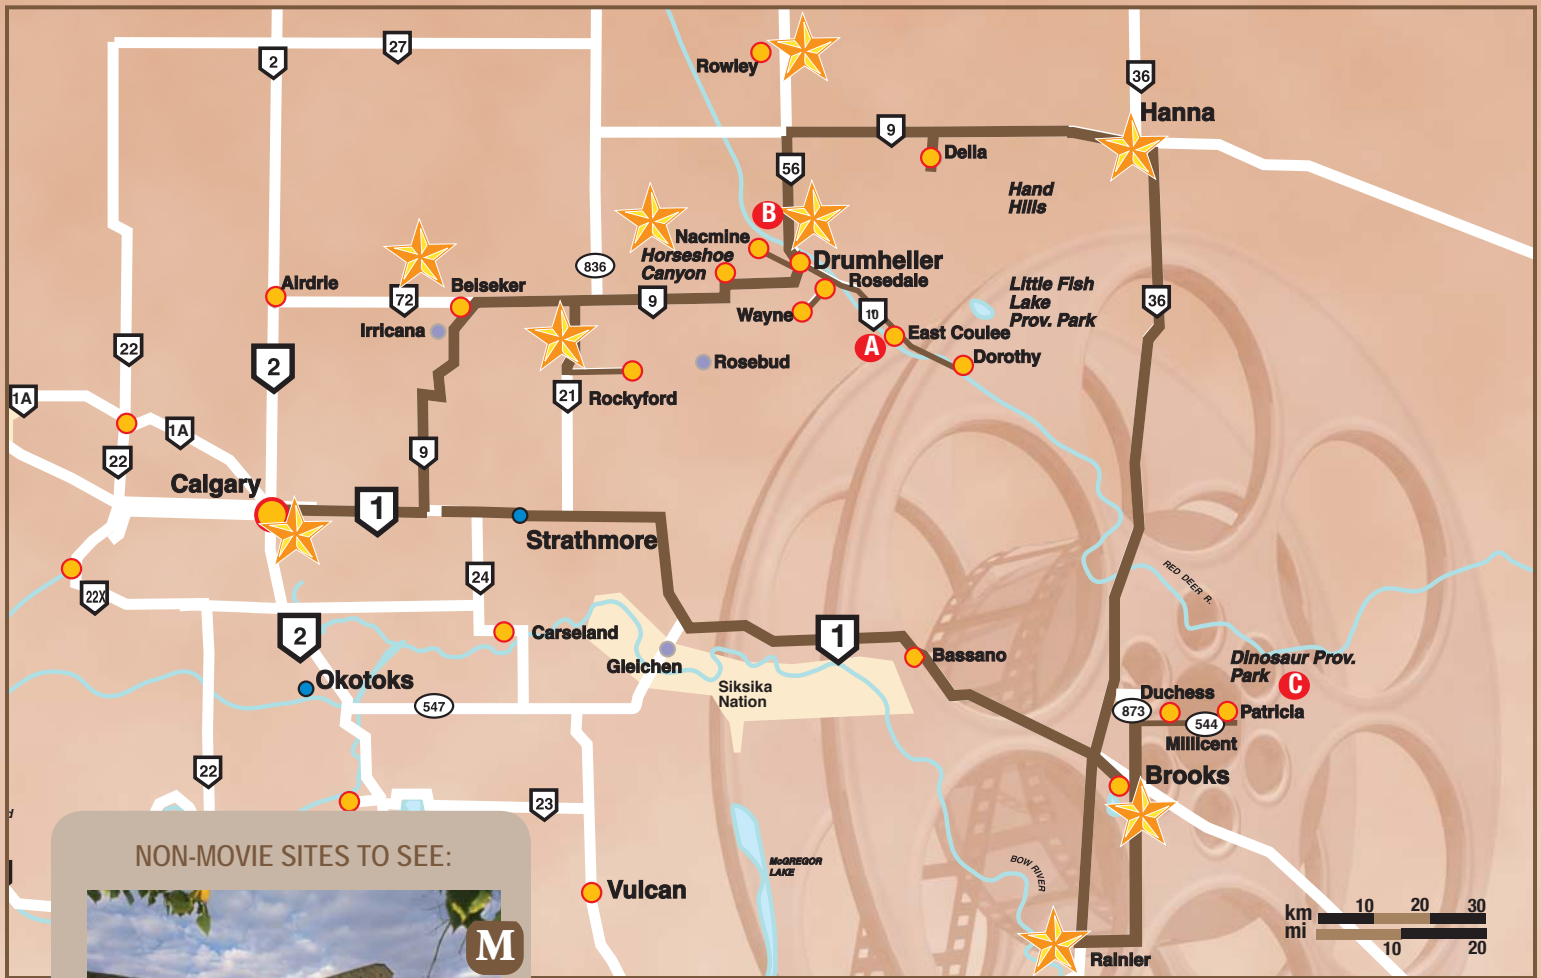 2
27
Rowley
36
Hanna
9
56
Delia
Hand
Hills
B
Nacmine
Horseshoe
Canyon
836
Drumheller
Rosedale
Airdrie
Beiseker
72
9
Little Fish
Lake
Prov. Park
36
Irricana
Wayne
10
A
East Coulee
Dorothy
22
2
Rosebud
1A
21
Rockyford
1A
22
9
Calgary
1
Strathmore
24
22X
RED DEER R.
2
Carseland
Gleichen
1
Bassano
Dinosaur Prov.
Park
C
Okotoks
Siksika
Nation
547
Duchess
873
544
Patricia
Millicent
22
Brooks
23
NON-MOVIE SITES TO SEE:
McGREGOR
LAKE
BOW RIVER
Vulcan
M
km
10 20 30
mi
10 20
Rainier